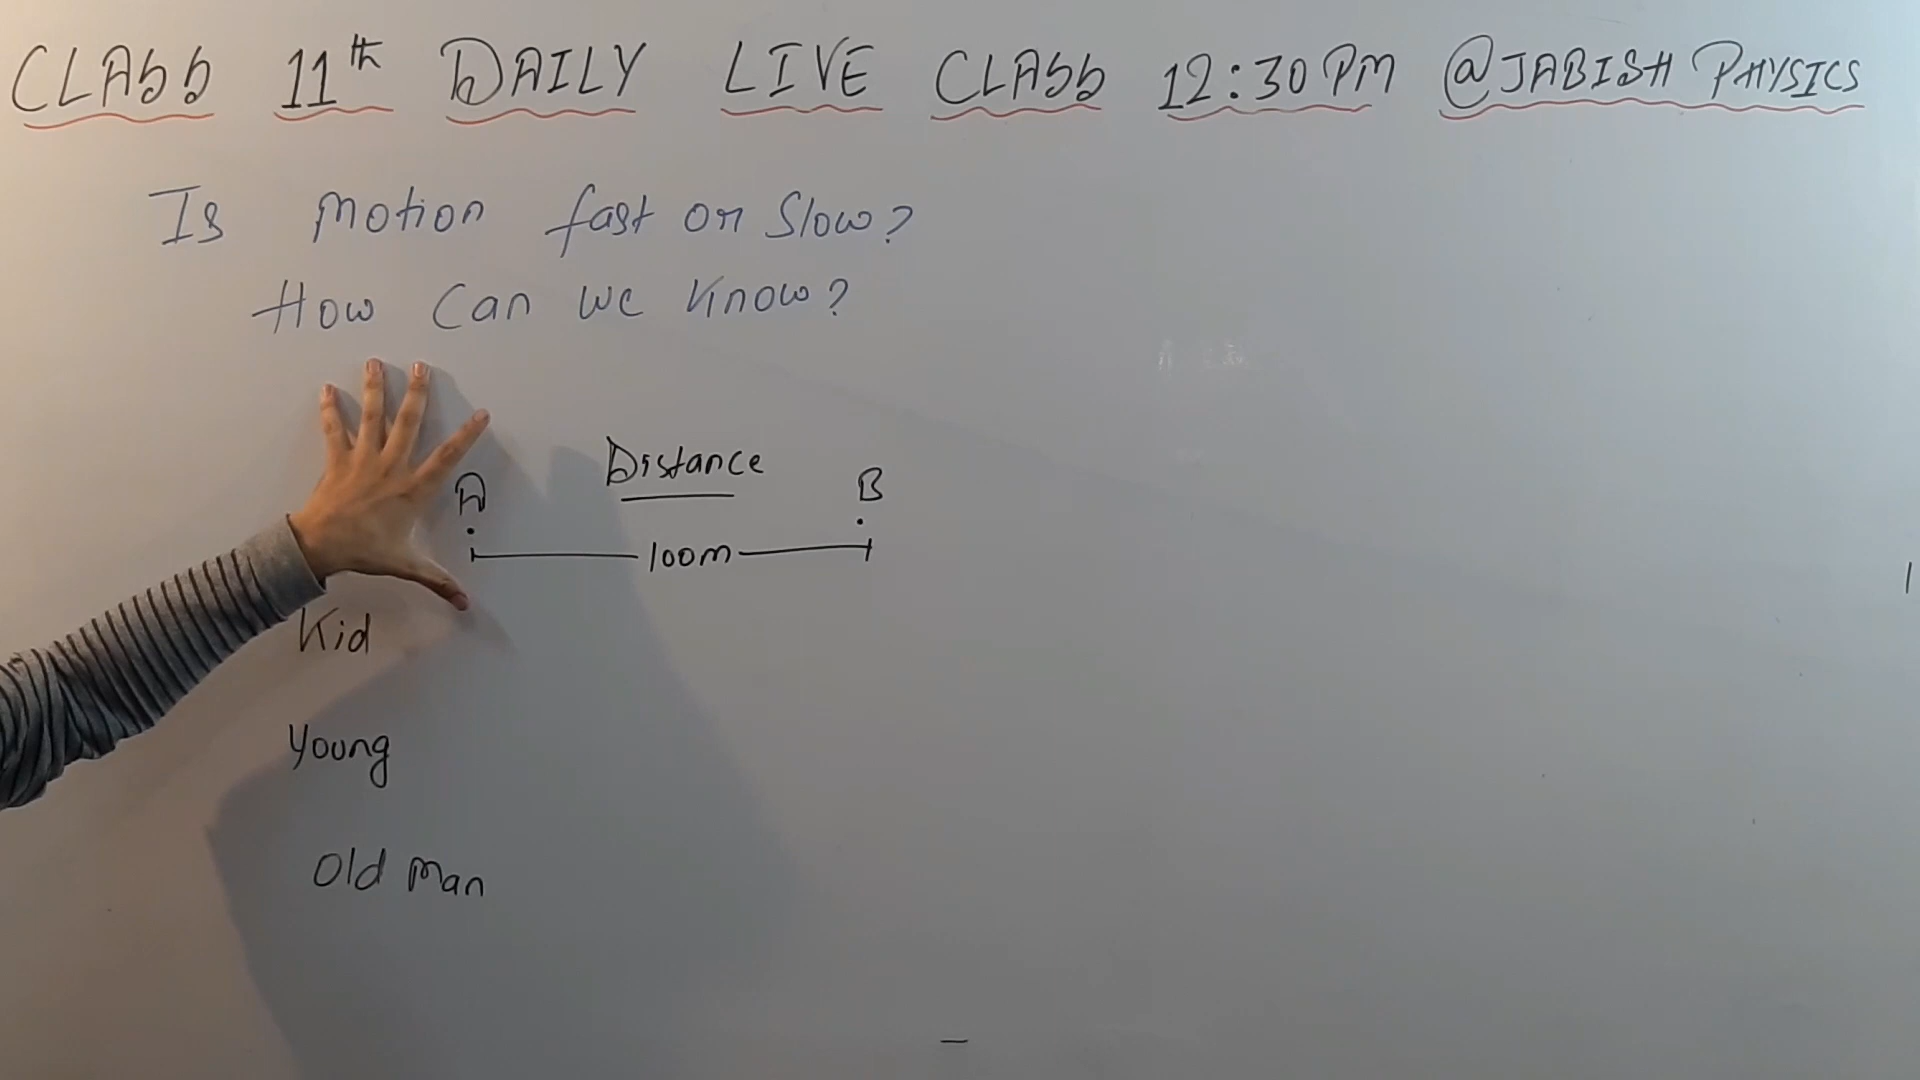 CLASS 11th DAILY LIVE CLASS 12:30 PM @JABISH PHYSICS
Is motion fast or slow?
How can we know?
Distance
A B
100m
Kid
Young
Old man